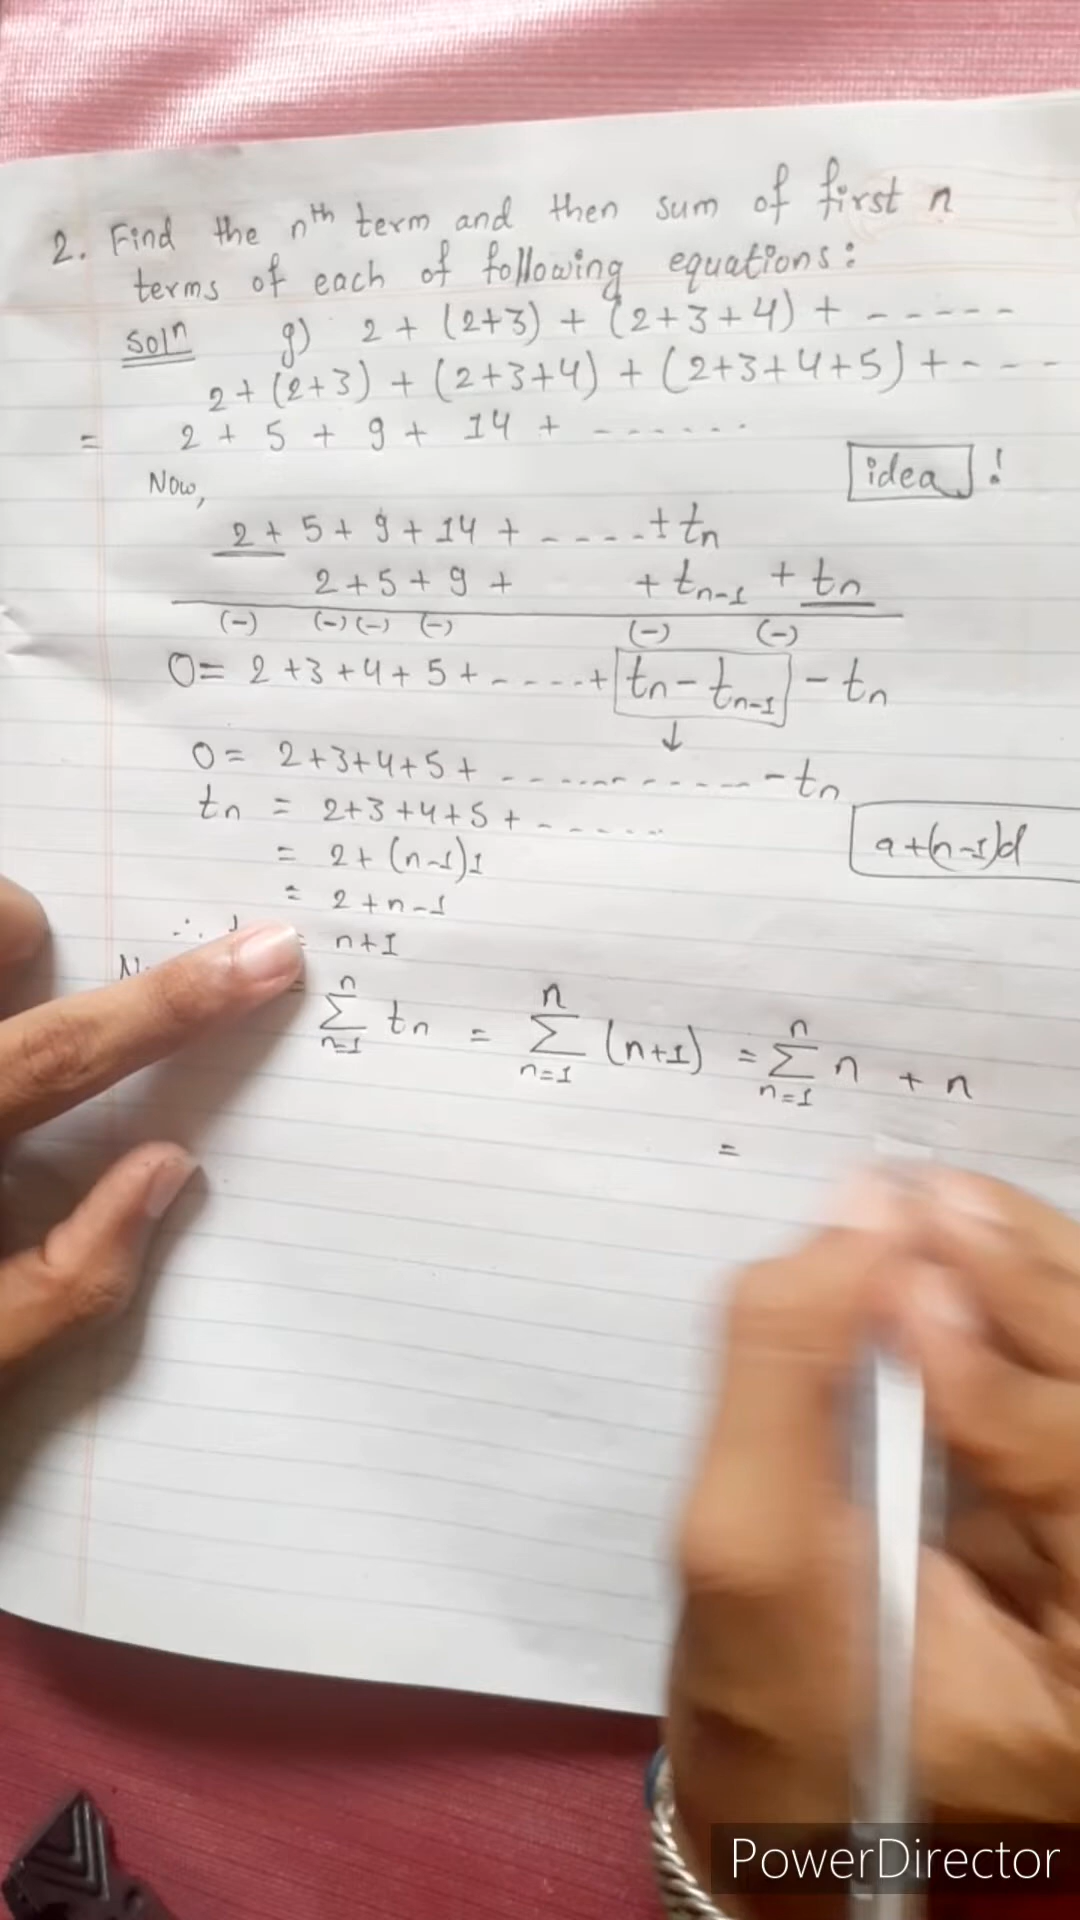 2. Find the nth term and then sum of first n
terms of each of following equations:
Solⁿ g) 2 + (2+3) + (2+3+4) + - - - - -
2 + (2+3) + (2+3+4) + (2+3+4+5) + - - -
= 2 + 5 + 9 + 14 + - - - - - -
idea !
Now,
2 + 5 + 9 + 14 + - - - - + tn
2 + 5 + 9 + + tn-1 + tn
(-) (-) (-) (-) (-) (-)
0 = 2 + 3 + 4 + 5 + - - - - + tn - tn-1 - tn
↓
0 = 2+3+4+5+ - - - - - - - - - - - tn
tn = 2+3+4+5+ - - - - - -
a+(n-1)d
= 2 + (n-1)1
= 2 + n - 1
∴ = n+1
n∑n=1 tn = n∑n=1 (n+1) = n∑n=1 n + n
=
PowerDirector